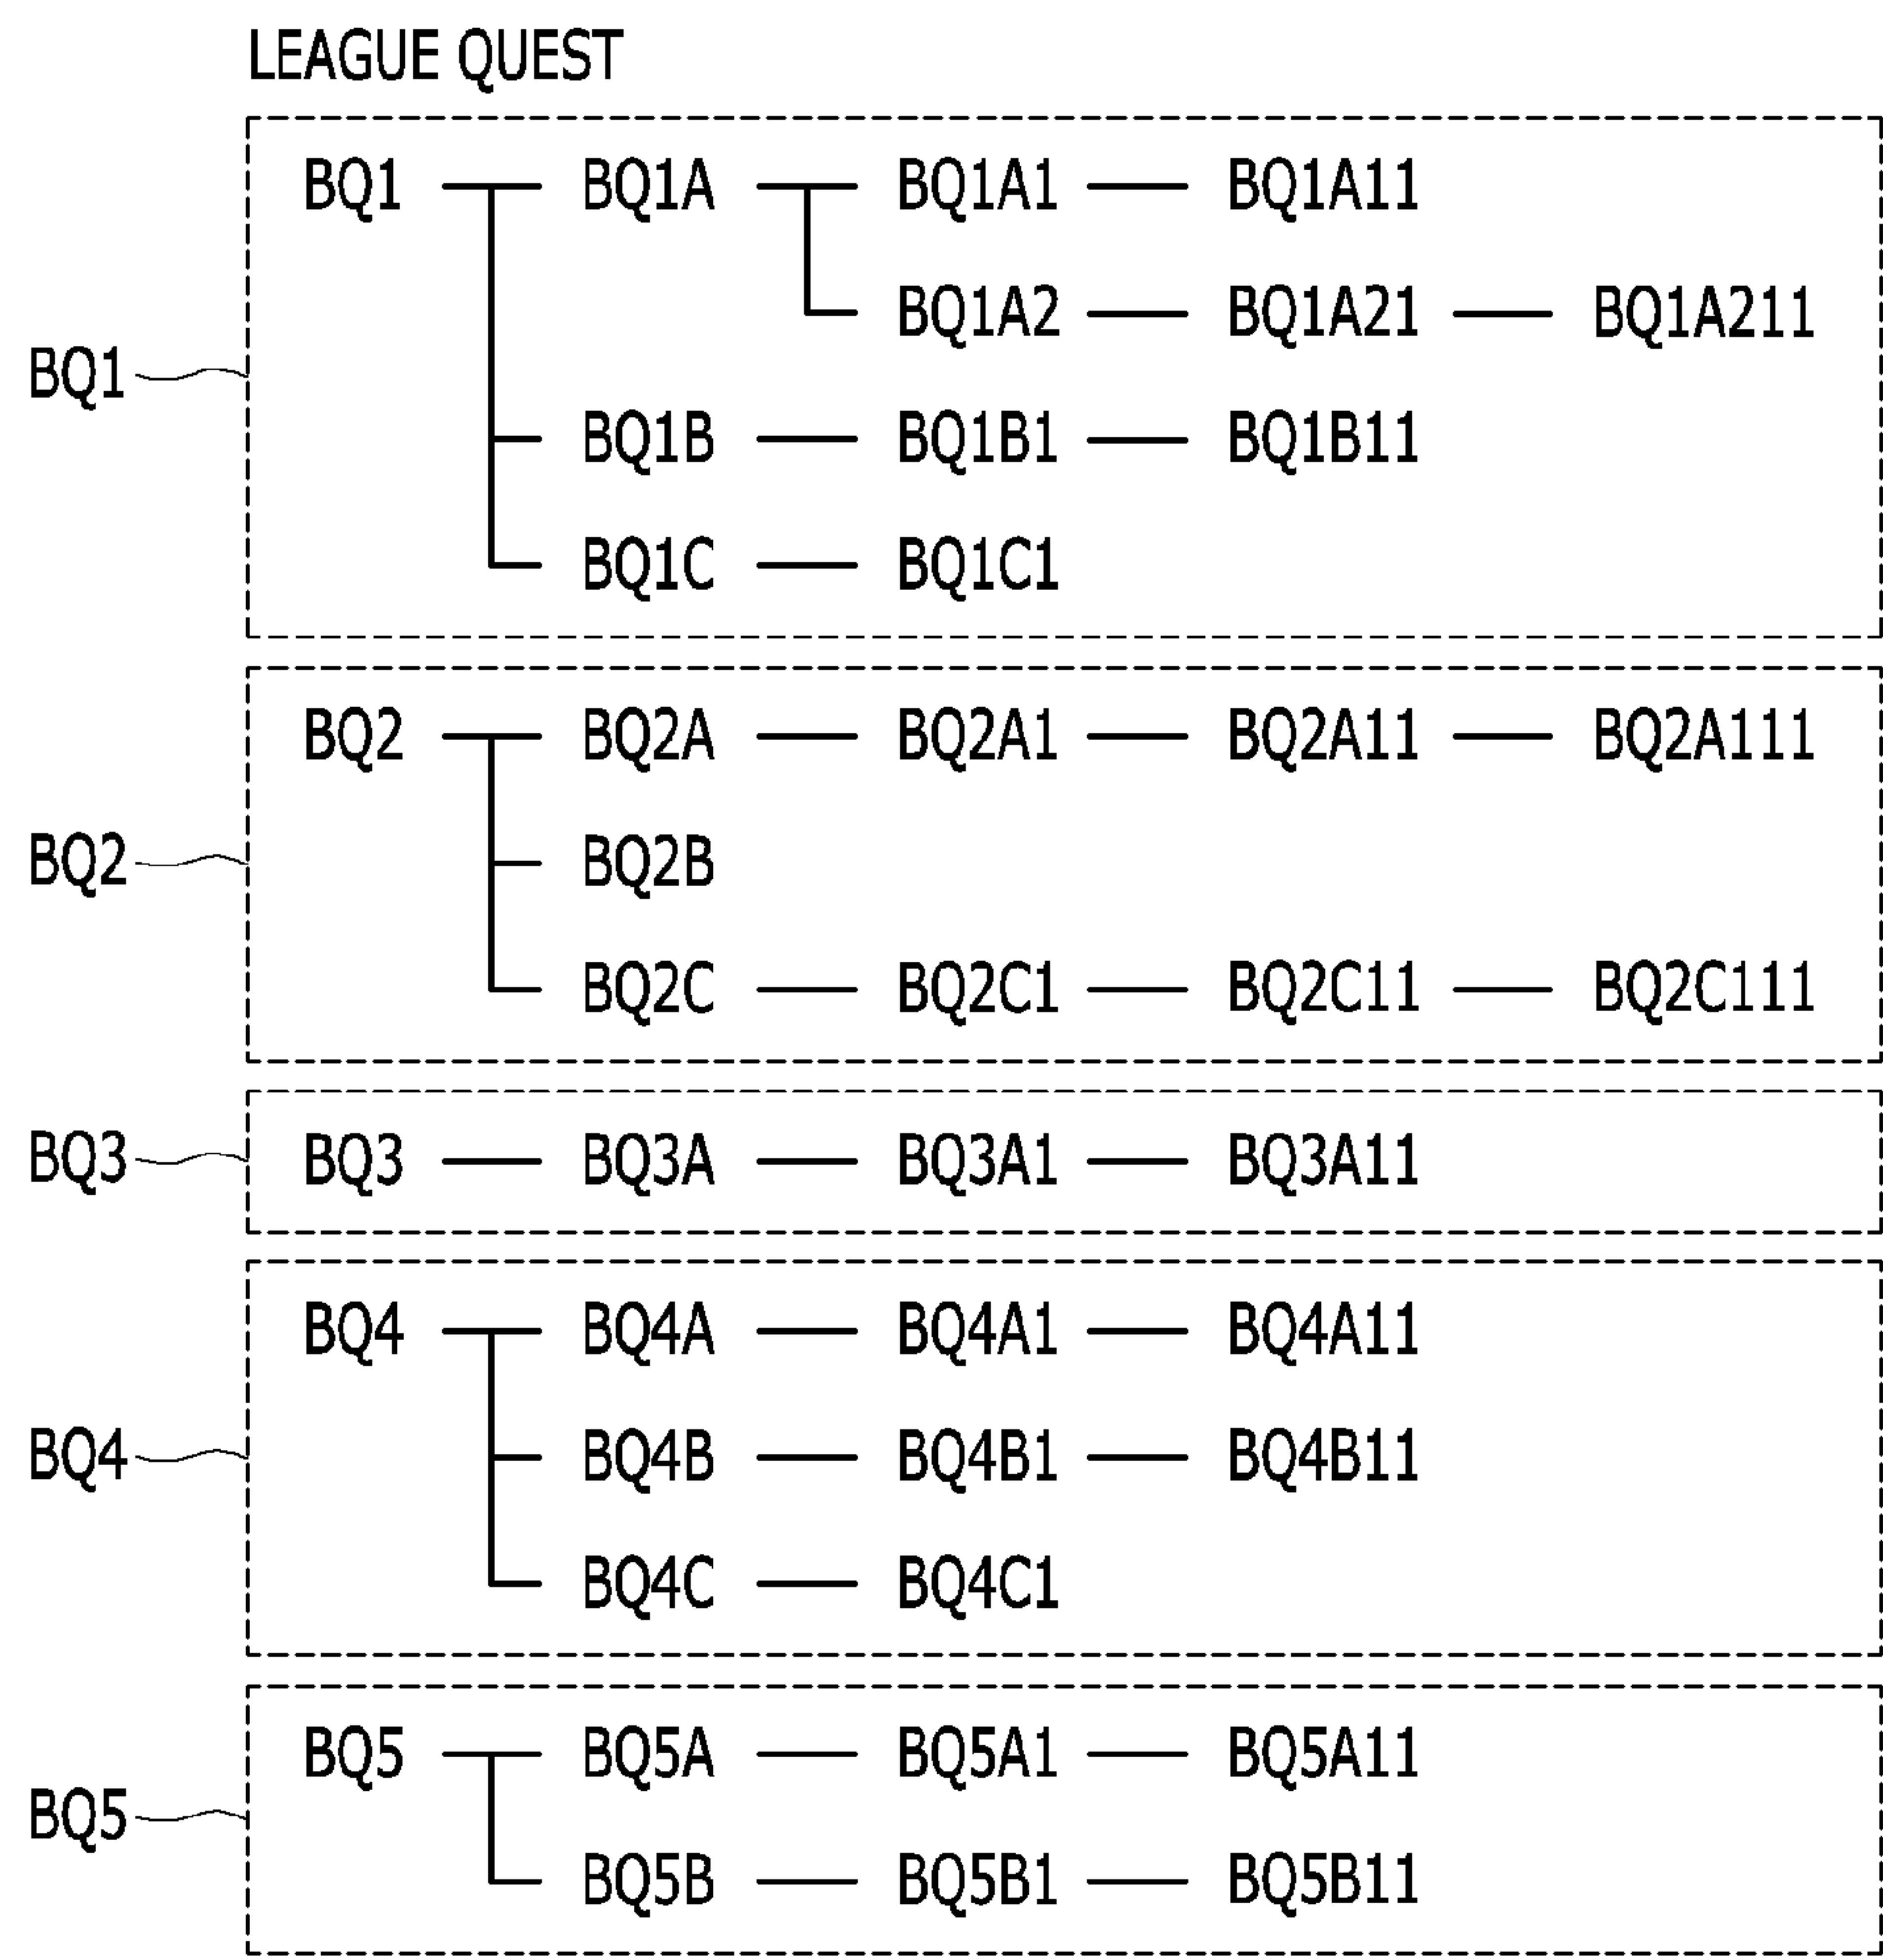 LEAGUE QUEST
BQ1 BQ1A BQ1A1 BQ1A11
BQ1A2 BQ1A21 BQ1A211
BQ1
BQ1B BQ1B1 BQ1B11
BQ1C BQ1C1
BQ2 BQ2A BQ2A1 BQ2A11 BQ2A111
BQ2 BQ2B
BQ2C BQ2C1 BQ2C11 BQ2C111
BQ3 BQ3 BQ3A BQ3A1 BQ3A11
BQ4 BQ4A BQ4A1 BQ4A11
BQ4 BQ4B BQ4B1 BQ4B11
BQ4C BQ4C1
BQ5 BQ5A BQ5A1 BQ5A11
BQ5
BQ5B BQ5B1 BQ5B11